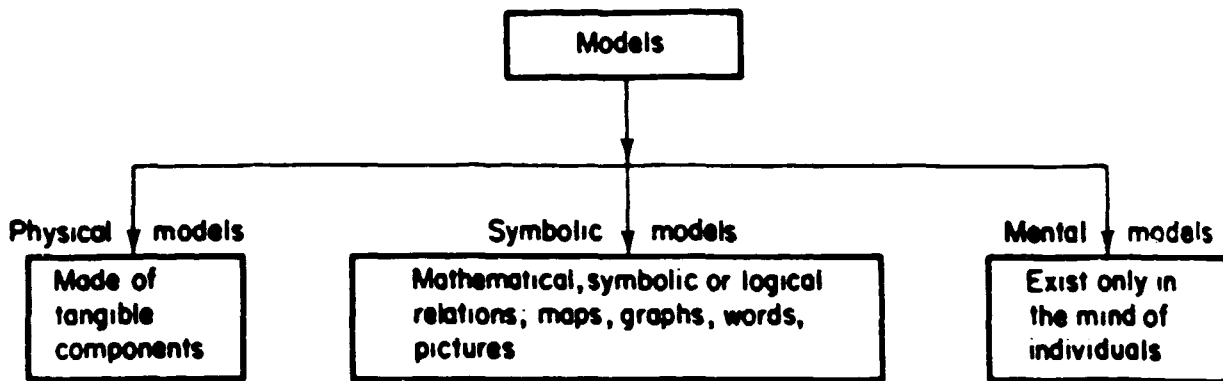 Models
Physical models
Symbolic models
Mental models
Made of
tangible
components
Mathematical, symbolic or logical
relations; maps, graphs, words,
pictures
Exist only in
the mind of
individuals